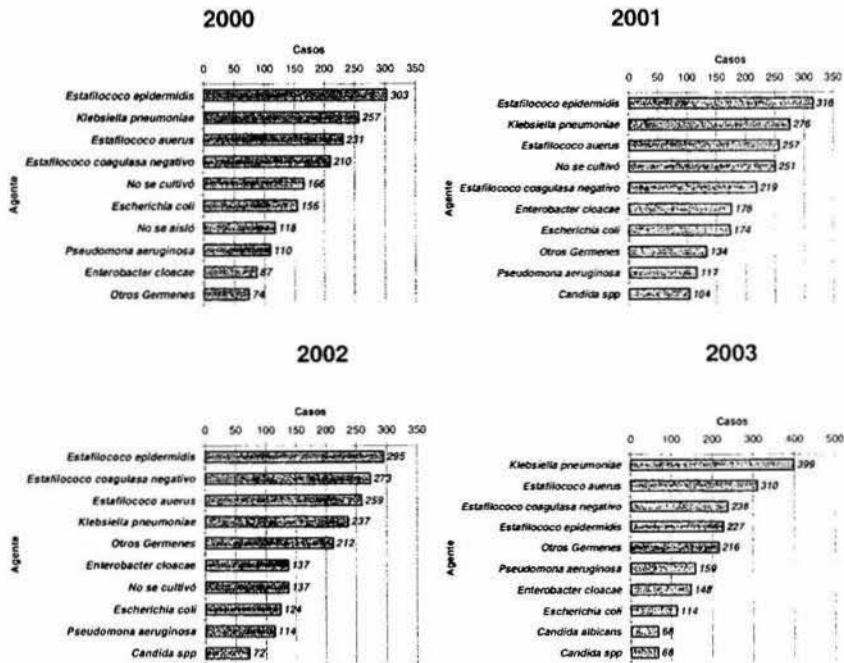 2000
Casos
0 50 100 150 200 250 300 350
Agente
Estafilococo epidermidis 303
Klebsiella pneumoniae 257
Estafilococo auerus 231
Estafilococo coagulasa negativo 210
No se cultivó 166
Escherichia coli 155
No se aisló 118
Pseudomona aeruginosa 110
Enterobacter cloacae 87
Otros Germenes 74
2001
Casos
0 50 100 150 200 250 300 350
Agente
Estafilococo epidermidis 316
Klebsiella pneumoniae 276
Estafilococo auerus 257
No se cultivó 251
Estafilococo coagulasa negativo 219
Enterobacter cloacae 176
Escherichia coli 174
Otros Germenes 134
Pseudomona aeruginosa 117
Candida spp 104
2002
Casos
0 50 100 150 200 250 300 350
Agente
Estafilococo epidermidis 295
Estafilococo coagulasa negativo 273
Estafilococo auerus 259
Klebsiella pneumoniae 237
Otros Germenes 212
Enterobacter cloacae 137
No se cultivó 137
Escherichia coli 124
Pseudomona aeruginosa 114
Candida spp 72
2003
Casos
0 100 200 300 400 500
Agente
Klebsiella pneumoniae 399
Estafilococo auerus 310
Estafilococo coagulasa negativo
Estafilococo epidermidis 227
Otros Germenes 216
Pseudomona aeruginosa 159
Enterobacter cloacae 148
Escherichia coli 114
Candida albicans
Candida spp